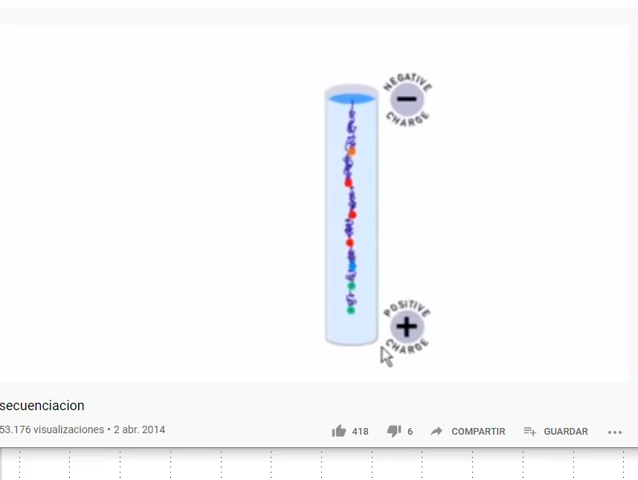 NEGATIVE
CHARGE
POSITIVE
CHARGE
secuenciacion
53.176 visualizaciones • 2 abr. 2014
418
6
COMPARTIR
GUARDAR